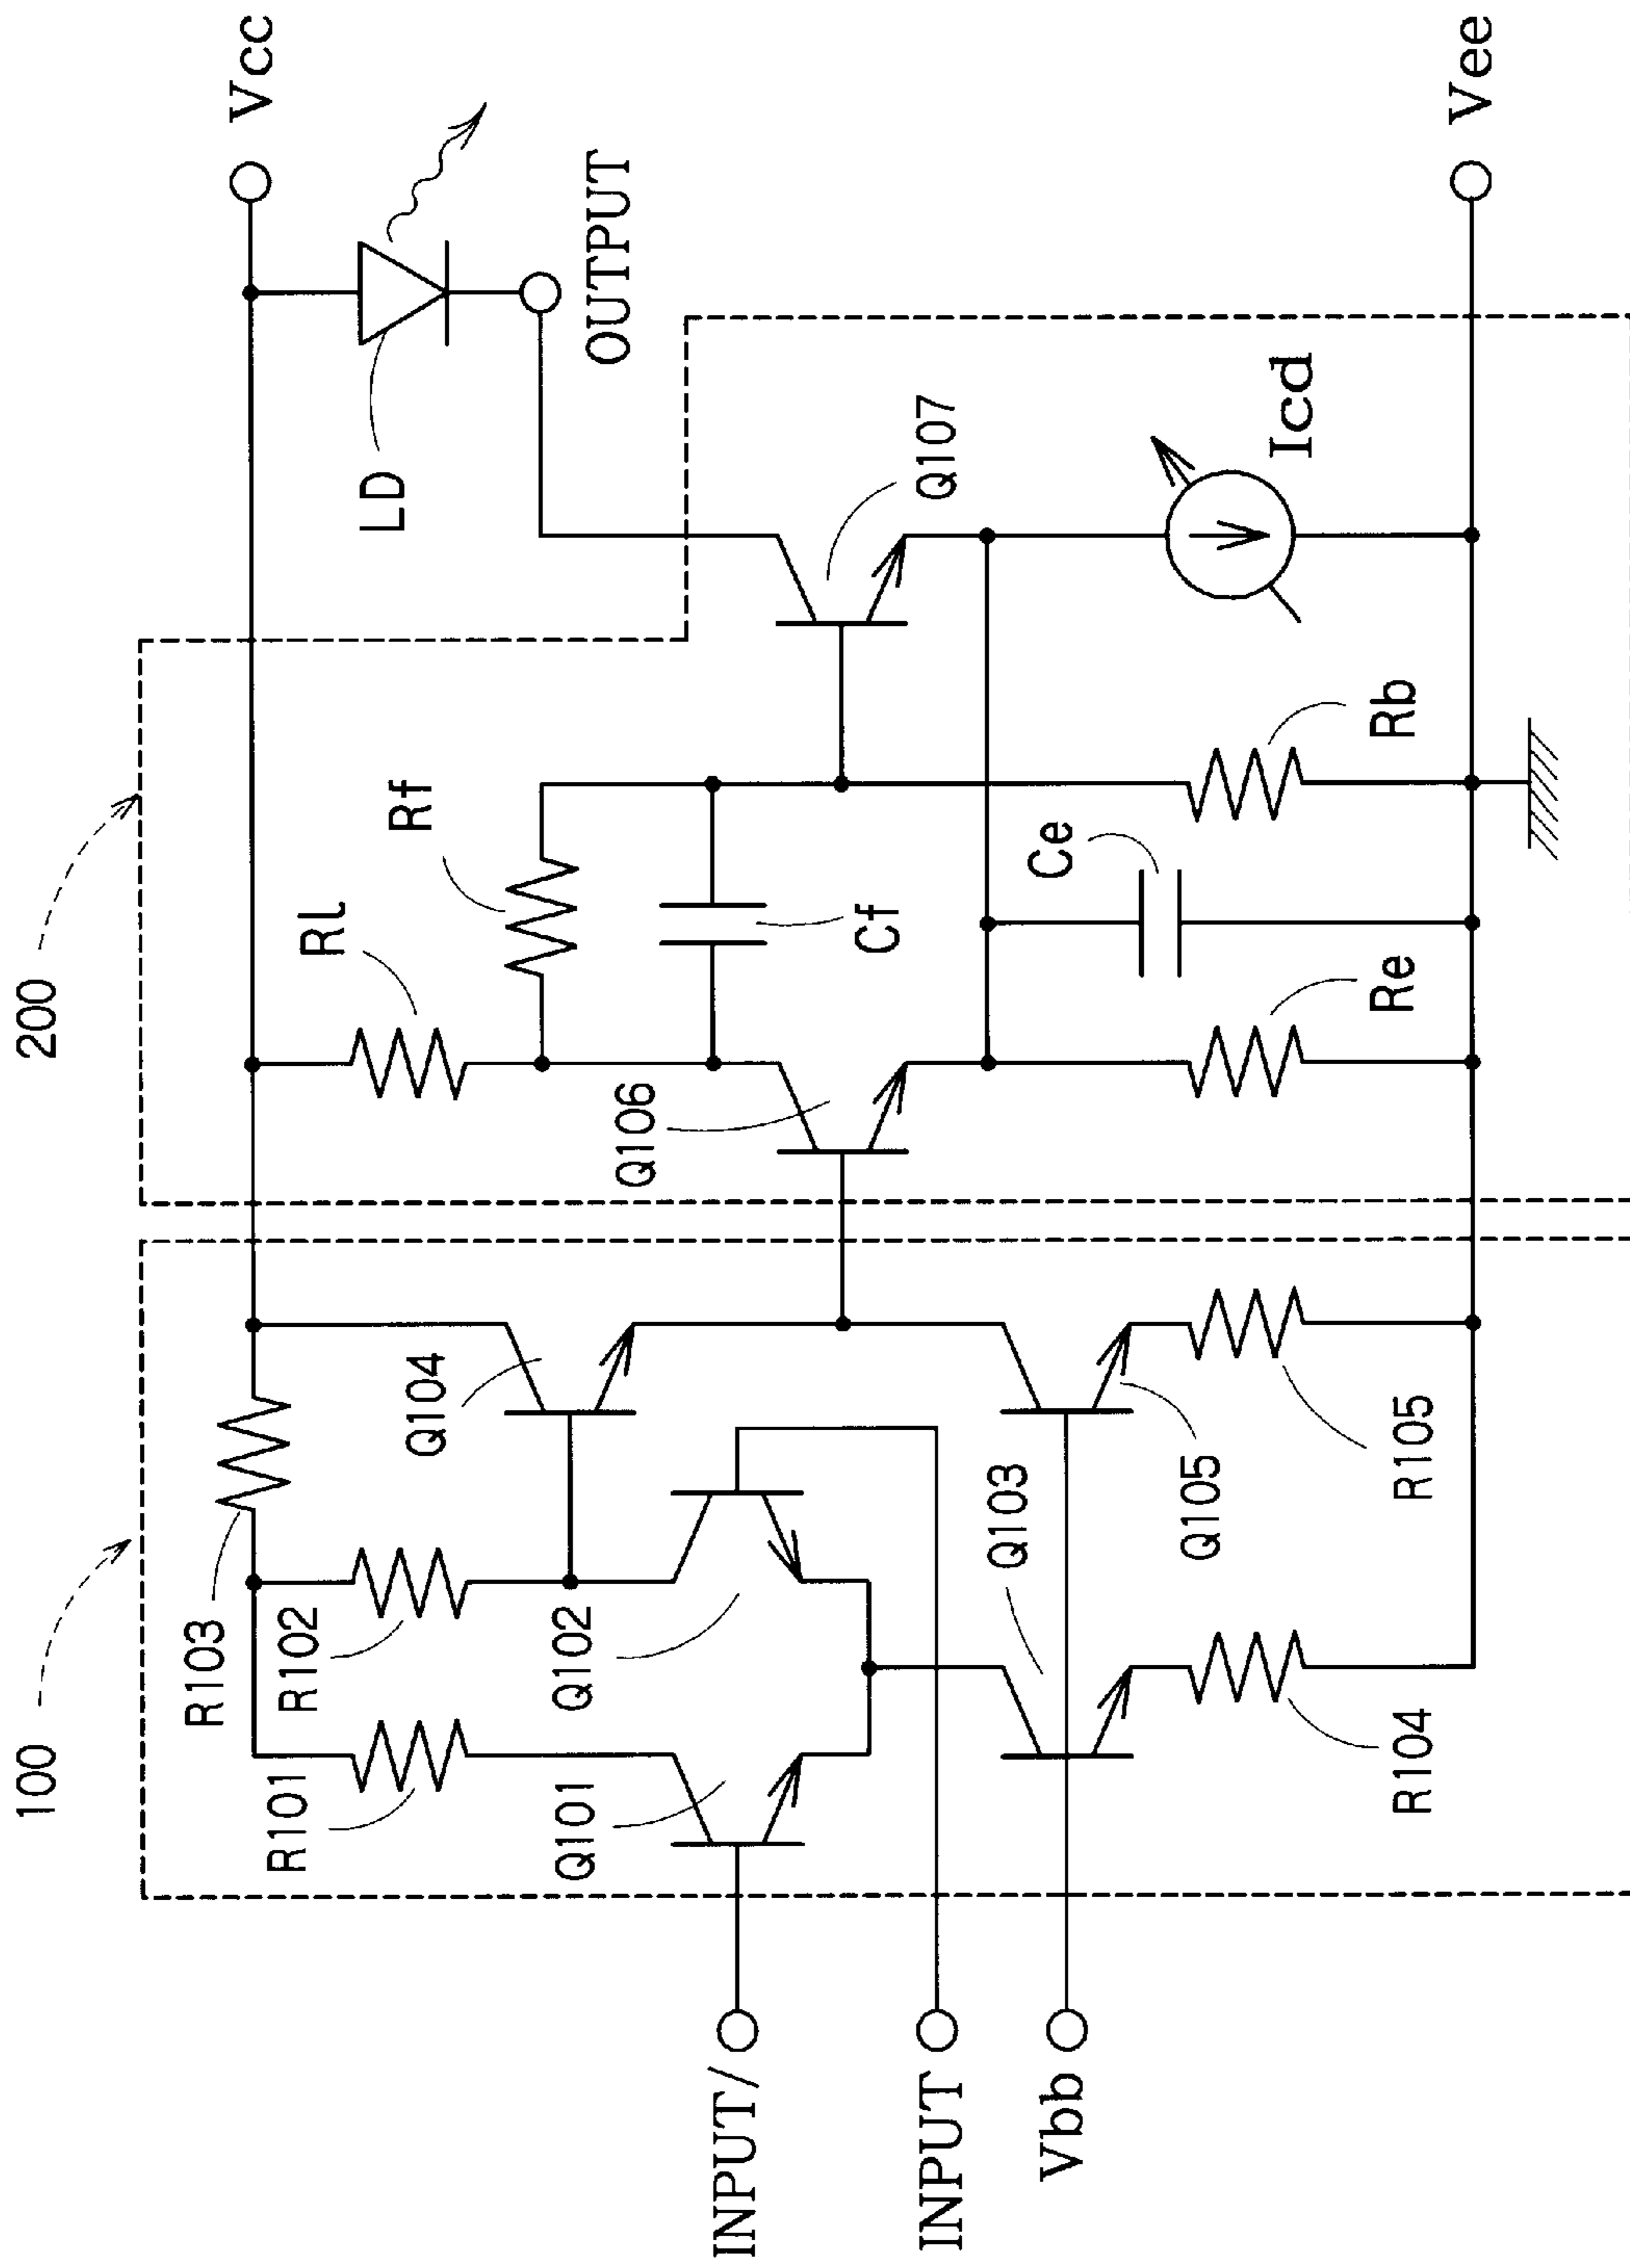 100
200
Vcc
R103
R101
R102
Q104
RL
Rf
LD
OUTPUT
Q101
Q102
Q106
Cf
Q107
INPUT/
INPUT
Vbb
Q103
Q105
Ce
Icd
R104
R105
Re
Rb
Vee